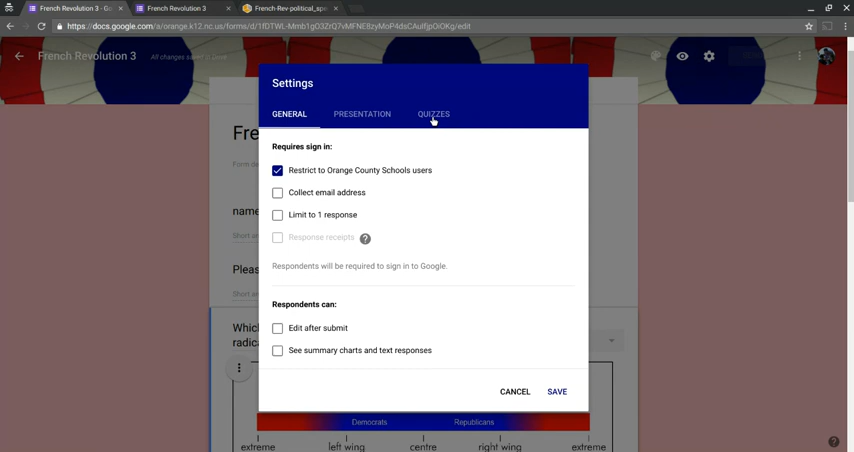 French Revolution 3 - Go
French Revolution 3
French-Rev-political_spe
https://docs.google.com/a/orange.k12.nc.us/forms/d/1fDTWL-Mmb1gO3ZrQ7vMFNE8zyMoP4dsCAulfjpOi0Kg/edit
French Revolution 3
All changes saved in Drive
Settings
GENERAL PRESENTATION QUIZZES
Fre
Requires sign in:
Form de
Restrict to Orange County Schools users
Collect email address
name
Limit to 1 response
Short an
Response receipts ?
Respondents will be required to sign in to Google.
Pleas
Short an
Respondents can:
Which
Edit after submit
radica
See summary charts and text responses
CANCEL SAVE
Democrats Republicans
extreme left wing centre right wing extreme